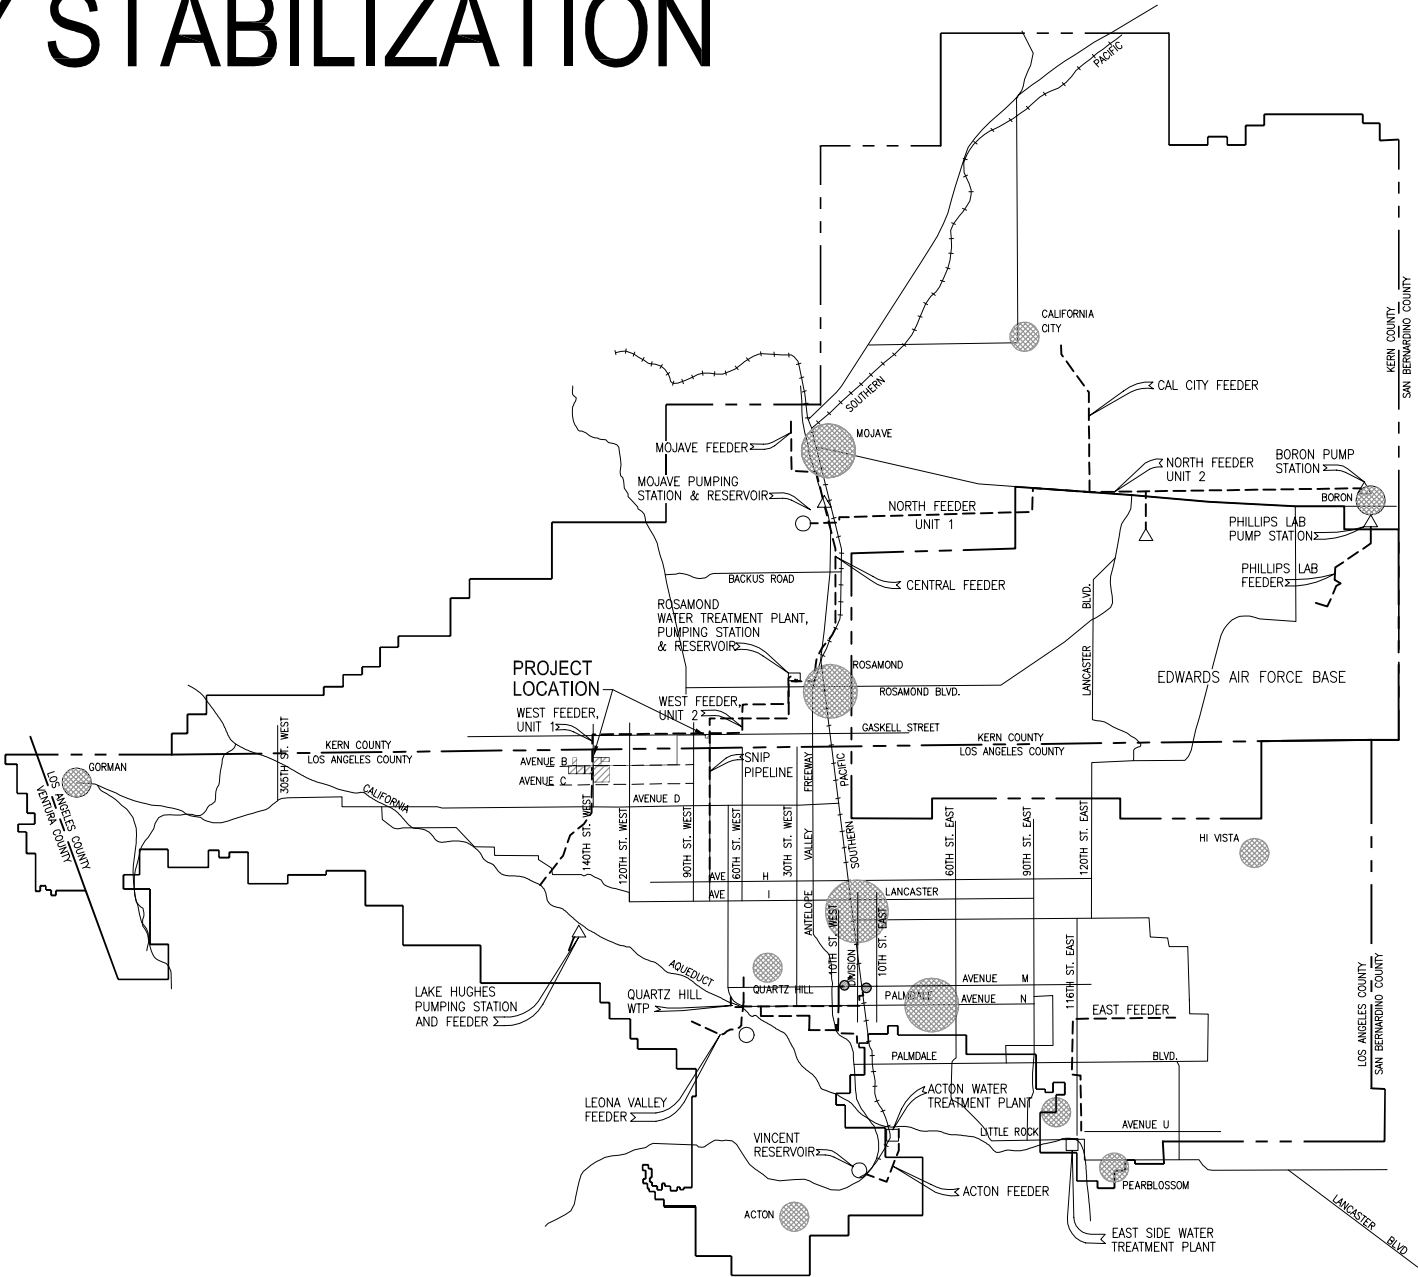 Y STABILIZATION
PACIFIC
CALIFORNIA
CITY
KERN COUNTY
SAN BERNARDINO COUNTY
SOUTHERN
CAL CITY FEEDER
MOJAVE
MOJAVE FEEDER
NORTH FEEDER
UNIT 2
BORON PUMP
STATION
MOJAVE PUMPING
STATION & RESERVOIR
BORON
NORTH FEEDER
UNIT 1
PHILLIPS LAB
PUMP STATION
PHILLIPS LAB
FEEDER
BACKUS ROAD
CENTRAL FEEDER
LANCASTER
BLVD.
ROSAMOND
WATER TREATMENT PLANT,
PUMPING STATION
& RESERVOIR
PROJECT
LOCATION
ROSAMOND
ROSAMOND BLVD.
EDWARDS AIR FORCE BASE
WEST FEEDER,
UNIT 1
WEST FEEDER,
UNIT 2
GASKELL STREET
305TH ST. WEST
KERN COUNTY
LOS ANGELES COUNTY
KERN COUNTY
LOS ANGELES COUNTY
AVENUE B
AVENUE C
SNIP
PIPELINE
GORMAN
LOS ANGELES COUNTY
VENTURA COUNTY
CALIFORNIA
AVENUE D
140TH ST. WEST
120TH ST. WEST
90TH ST. WEST
60TH ST. WEST
30TH ST. WEST
ANTELOPE
VALLEY
FREEWAY
SOUTHERN
PACIFIC
60TH ST. EAST
90TH ST. EAST
120TH ST. EAST
HI VISTA
AVE H
AVE I
LANCASTER
10TH ST. WEST
DIVISION
10TH ST. EAST
116TH ST. EAST
AQUEDUCT
QUARTZ HILL
AVENUE M
PALMDALE
AVENUE N
LAKE HUGHES
PUMPING STATION
AND FEEDER
QUARTZ HILL
WTP
EAST FEEDER
LOS ANGELES COUNTY
SAN BERNARDINO COUNTY
PALMDALE
BLVD.
LEONA VALLEY
FEEDER
ACTON WATER
TREATMENT PLANT
LITTLE ROCK
AVENUE U
VINCENT
RESERVOIR
ACTON FEEDER
PEARBLOSSOM
ACTON
EAST SIDE WATER
TREATMENT PLANT
LANCASTER
BLVD